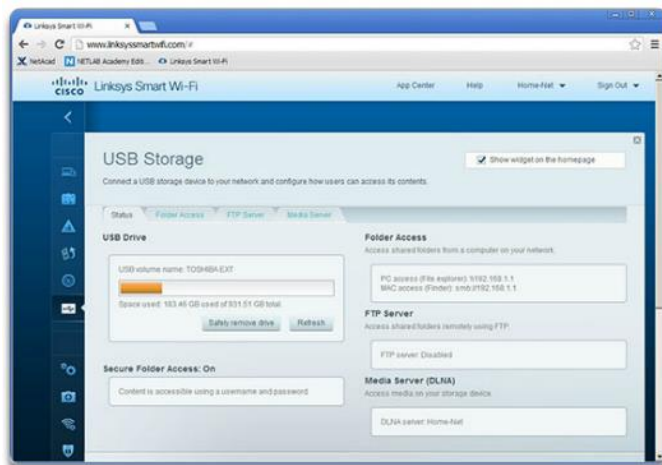 Linksys Smart Wi-Fi
www.linksyssmartwifi.com/#
NetAcad
NETLAB Academy Edit...
Linksys Smart Wi-Fi
CISCO
Linksys Smart Wi-Fi
App Center
Help
Home-Net
Sign Out
USB Storage
Show widget on the homepage
Connect a USB storage device to your network and configure how users can access its contents.
Status
Folder Access
FTP Server
Media Server
USB Drive
USB volume name: TOSHIBA EXT
Space used: 183.46 GB used of 931.51 GB total.
Safely remove drive
Refresh
Secure Folder Access: On
Content is accessible using a username and password
Folder Access
Access shared folders from a computer on your network.
PC access (File explorer): \\192.168.1.1
MAC access (Finder): smb://192.168.1.1
FTP Server
Access shared folders remotely using FTP.
FTP server: Disabled
Media Server (DLNA)
Access media on your storage device.
DLNA server: Home-Net